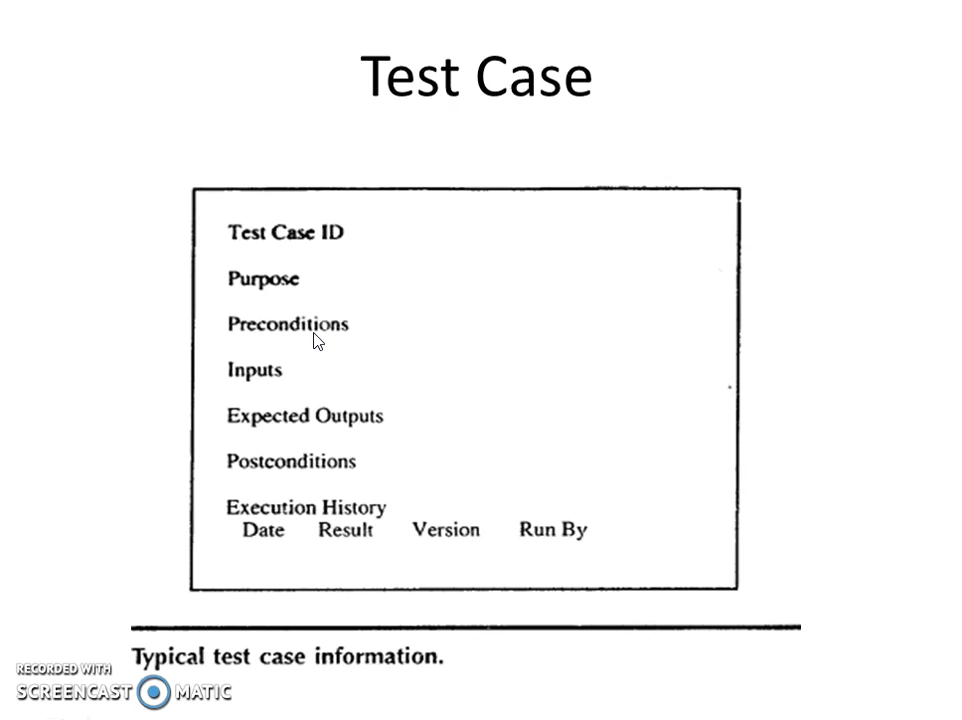 Test Case
Test Case ID
Purpose
Preconditions
Inputs
Expected Outputs
Postconditions
Execution History
Date Result Version Run By
Typical test case information.
RECORDED WITH
SCREENCAST MATIC